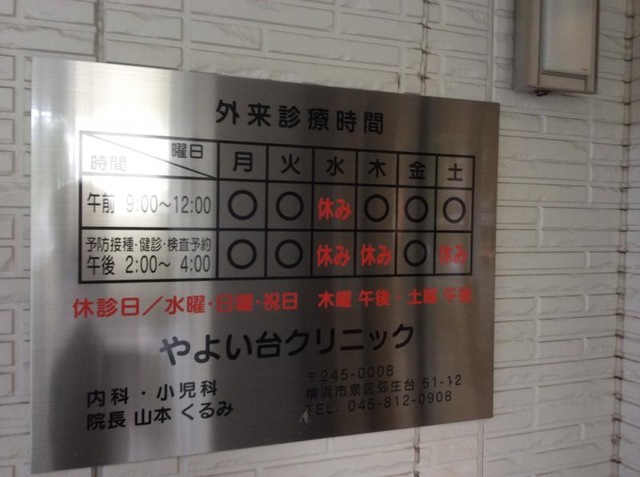 外来診療時間
時間 曜日 月 火 水 木 金 土
午前 9:00〜12:00 〇 〇 休み 〇 〇 〇
予防接種・健診・検査予約
午後 2:00〜 4:00 〇 〇 休み 休み 〇 休み
休診日／水曜・日曜・祝日 木曜 午後・土曜 午後
やよい台クリニック
内科・小児科
院長 山本 くるみ
〒245-0008
横浜市泉区弥生台 51-12
TEL 045-812-0908